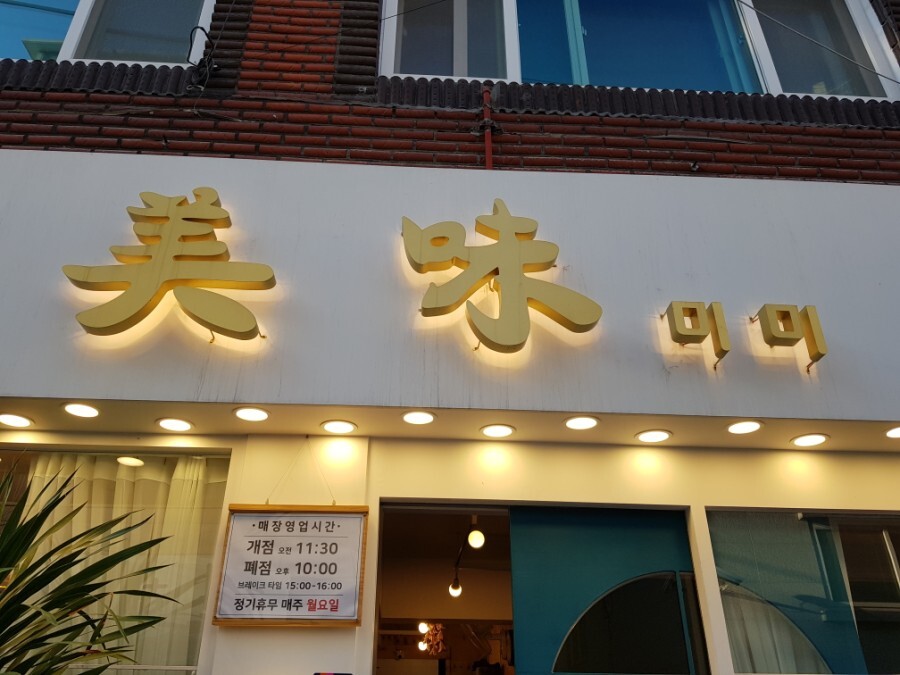 美味 미미
·매장영업시간·
개점 오전 11:30
폐점 오후 10:00
브레이크 타임 15:00~16:00
정기휴무 매주 월요일